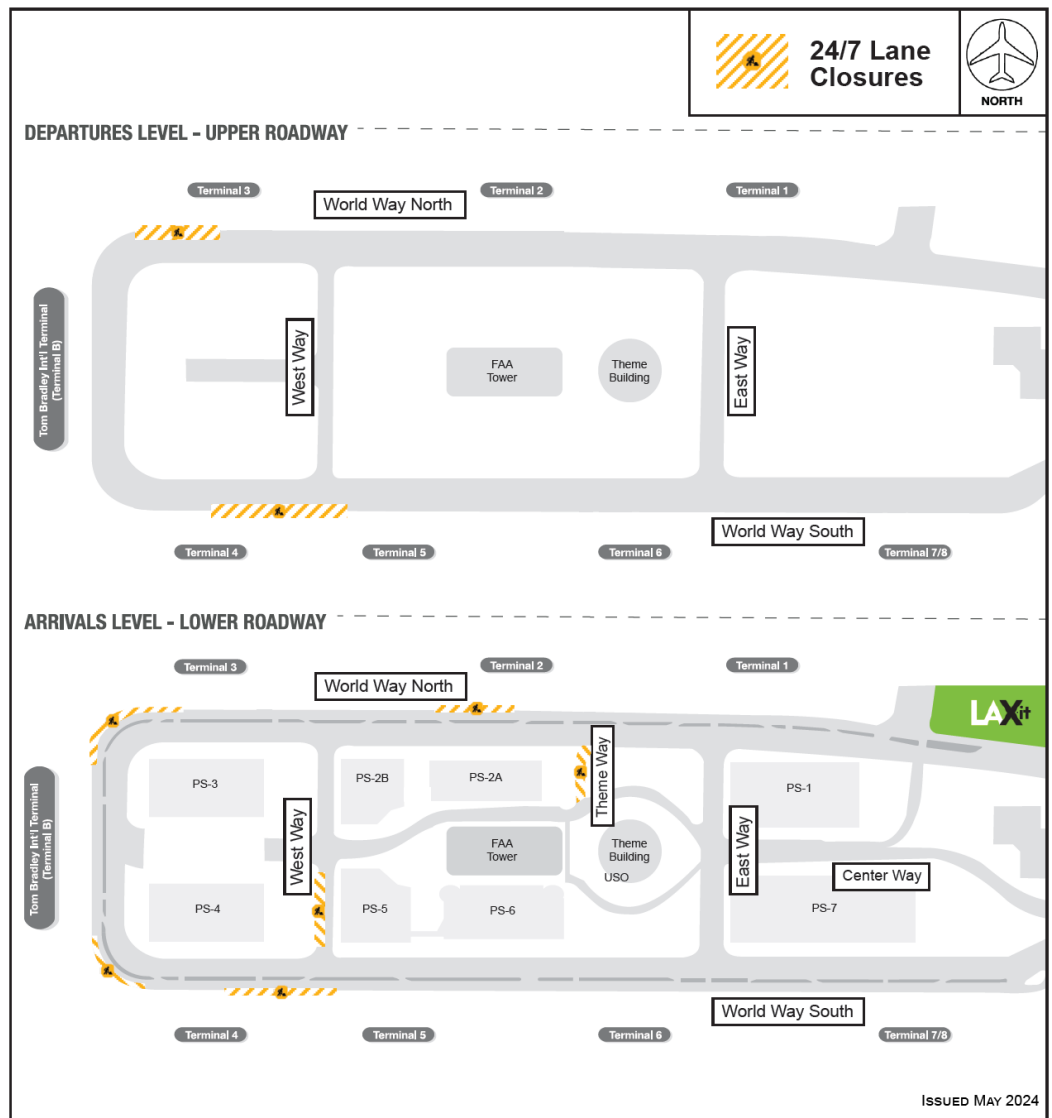 24/7 Lane
Closures
NORTH
DEPARTURES LEVEL - UPPER ROADWAY
Terminal 3
Terminal 2
Terminal 1
World Way North
Tom Bradley Int'l Terminal
(Terminal B)
West Way
FAA
Tower
Theme
Building
East Way
World Way South
Terminal 4
Terminal 5
Terminal 6
Terminal 7/8
ARRIVALS LEVEL - LOWER ROADWAY
Terminal 3
Terminal 2
Terminal 1
World Way North
LAXit
Theme Way
PS-3
PS-2B
PS-2A
PS-1
Tom Bradley Int'l Terminal
(Terminal B)
West Way
FAA
Tower
Theme
Building
USO
East Way
Center Way
PS-4
PS-5
PS-6
PS-7
World Way South
Terminal 4
Terminal 5
Terminal 6
Terminal 7/8
ISSUED MAY 2024